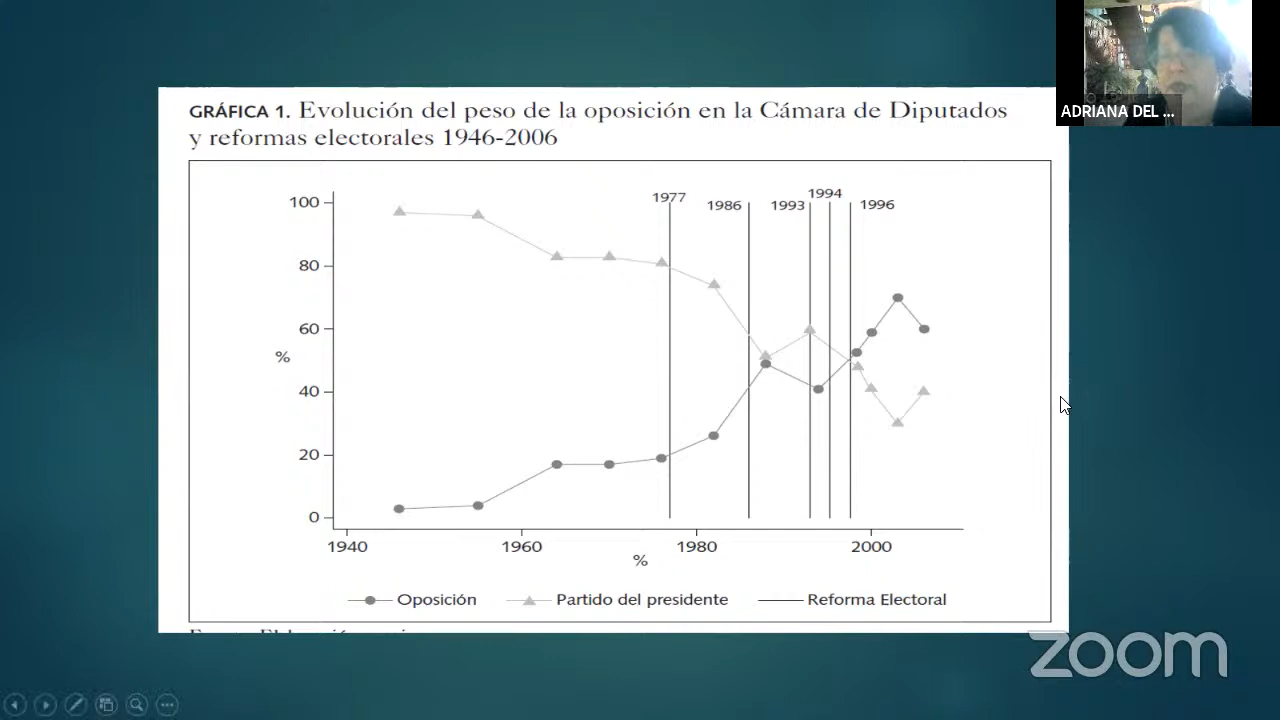 ADRIANA DEL ...
GRÁFICA 1. Evolución del peso de la oposición en la Cámara de Diputados
y reformas electorales 1946-2006
1977
1986
1993
1994
1996
100
80
60
%
40
20
0
1940
1960
1980
2000
%
Oposición
Partido del presidente
Reforma Electoral
zoom